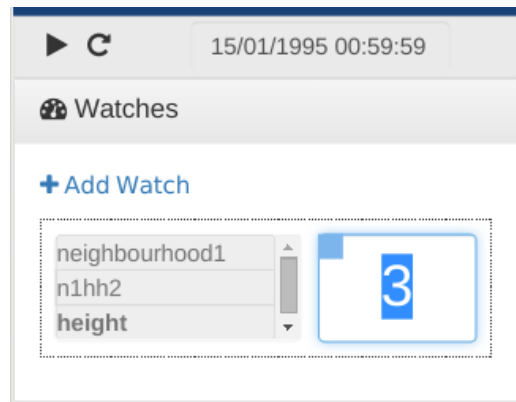 15/01/1995 00:59:59
Watches
Add Watch
neighbourhood1
n1hh2
height
3